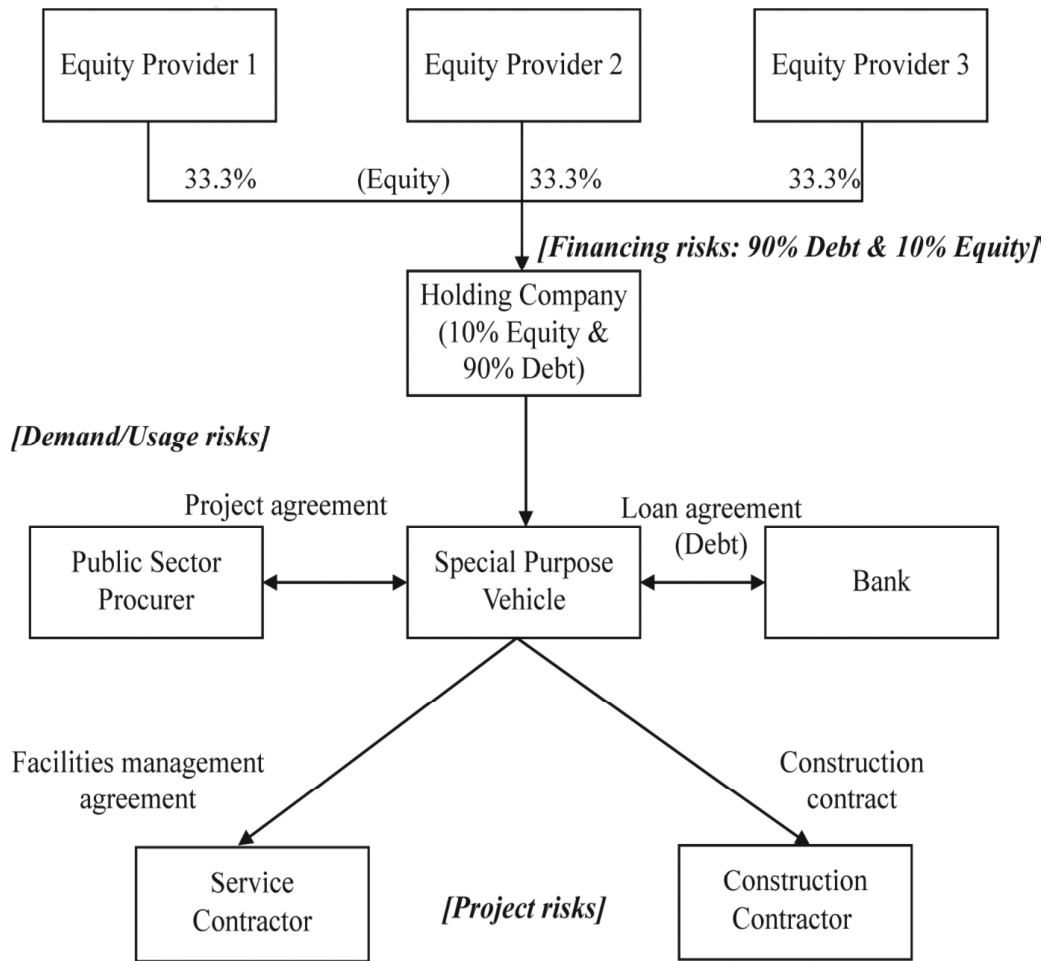 Equity Provider 1
Equity Provider 2
Equity Provider 3
33.3%
(Equity)
33.3%
33.3%
[Financing risks: 90% Debt & 10% Equity]
Holding Company
(10% Equity &
90% Debt)
[Demand/Usage risks]
Project agreement
Loan agreement
(Debt)
Public Sector
Procurer
Special Purpose
Vehicle
Bank
Facilities management
agreement
Construction
contract
Service
Contractor
[Project risks]
Construction
Contractor